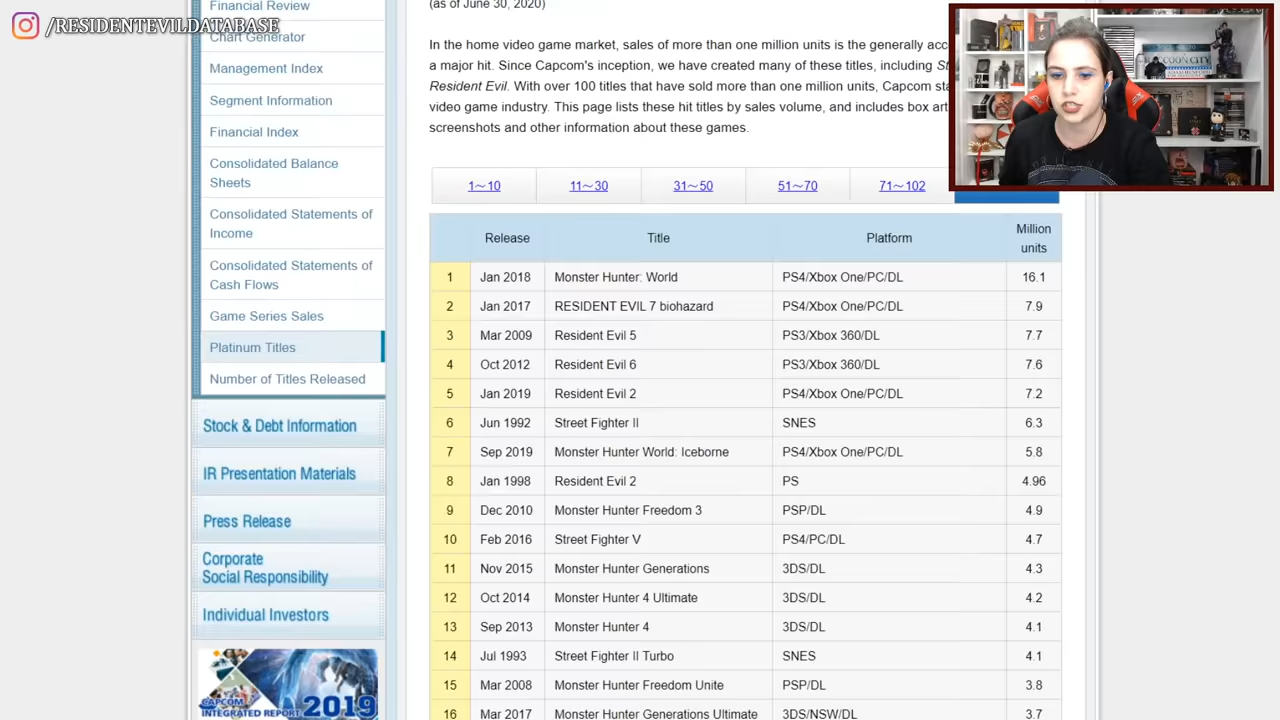 /RESIDENTEVILDATABASE
Financial Review
Chart Generator
Management Index
Segment Information
Financial Index
Consolidated Balance
Sheets
Consolidated Statements of
Income
Consolidated Statements of
Cash Flows
Game Series Sales
Platinum Titles
Number of Titles Released
Stock & Debt Information
IR Presentation Materials
Press Release
Corporate
Social Responsibility
Individual Investors
CAPCOM
INTEGRATED REPORT 2019
(as of June 30, 2020)
In the home video game market, sales of more than one million units is the generally
a major hit. Since Capcom's inception, we have created many of these titles, including
Resident Evil. With over 100 titles that have sold more than one million units, Capcom
video game industry. This page lists these hit titles by sales volume, and includes box
screenshots and other information about these games.
1～10 11～30 31～50 51～70 71～102
Release Title Platform Million units
1 Jan 2018 Monster Hunter: World PS4/Xbox One/PC/DL 16.1
2 Jan 2017 RESIDENT EVIL 7 biohazard PS4/Xbox One/PC/DL 7.9
3 Mar 2009 Resident Evil 5 PS3/Xbox 360/DL 7.7
4 Oct 2012 Resident Evil 6 PS3/Xbox 360/DL 7.6
5 Jan 2019 Resident Evil 2 PS4/Xbox One/PC/DL 7.2
6 Jun 1992 Street Fighter II SNES 6.3
7 Sep 2019 Monster Hunter World: Iceborne PS4/Xbox One/PC/DL 5.8
8 Jan 1998 Resident Evil 2 PS 4.96
9 Dec 2010 Monster Hunter Freedom 3 PSP/DL 4.9
10 Feb 2016 Street Fighter V PS4/PC/DL 4.7
11 Nov 2015 Monster Hunter Generations 3DS/DL 4.3
12 Oct 2014 Monster Hunter 4 Ultimate 3DS/DL 4.2
13 Sep 2013 Monster Hunter 4 3DS/DL 4.1
14 Jul 1993 Street Fighter II Turbo SNES 4.1
15 Mar 2008 Monster Hunter Freedom Unite PSP/DL 3.8
16 Mar 2017 Monster Hunter Generations Ultimate 3DS/NSW/DL 3.7